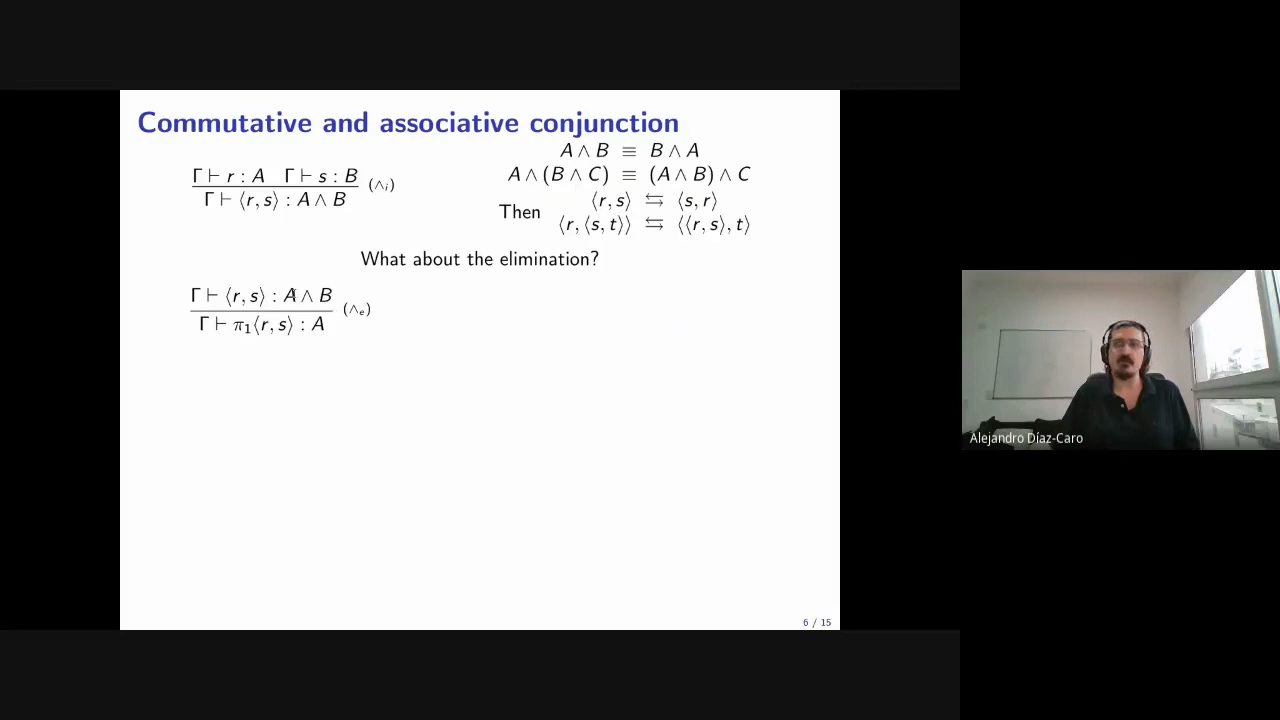 Commutative and associative conjunction
A ∧ B ≡ B ∧ A
Γ ⊢ r : A Γ ⊢ s : B
(∧ᵢ)
Γ ⊢ ⟨r, s⟩ : A ∧ B
A ∧ (B ∧ C) ≡ (A ∧ B) ∧ C
Then
⟨r, s⟩ ⇆ ⟨s, r⟩
⟨r, ⟨s, t⟩⟩ ⇆ ⟨⟨r, s⟩, t⟩
What about the elimination?
Γ ⊢ ⟨r, s⟩ : A ∧ B
(∧ₑ)
Γ ⊢ π₁⟨r, s⟩ : A
Alejandro Díaz-Caro
6 / 15